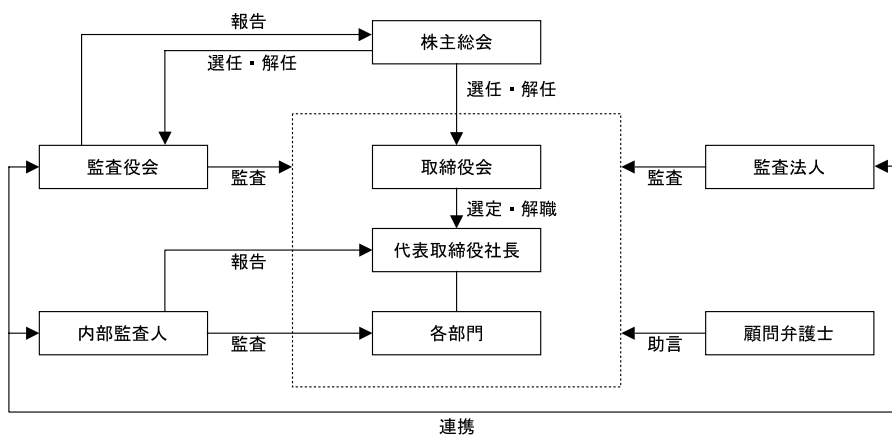 報告
株主総会
選任・解任
選任・解任
監査役会
監査
取締役会
監査
監査法人
選定・解職
代表取締役社長
報告
内部監査人
監査
各部門
助言
顧問弁護士
連携